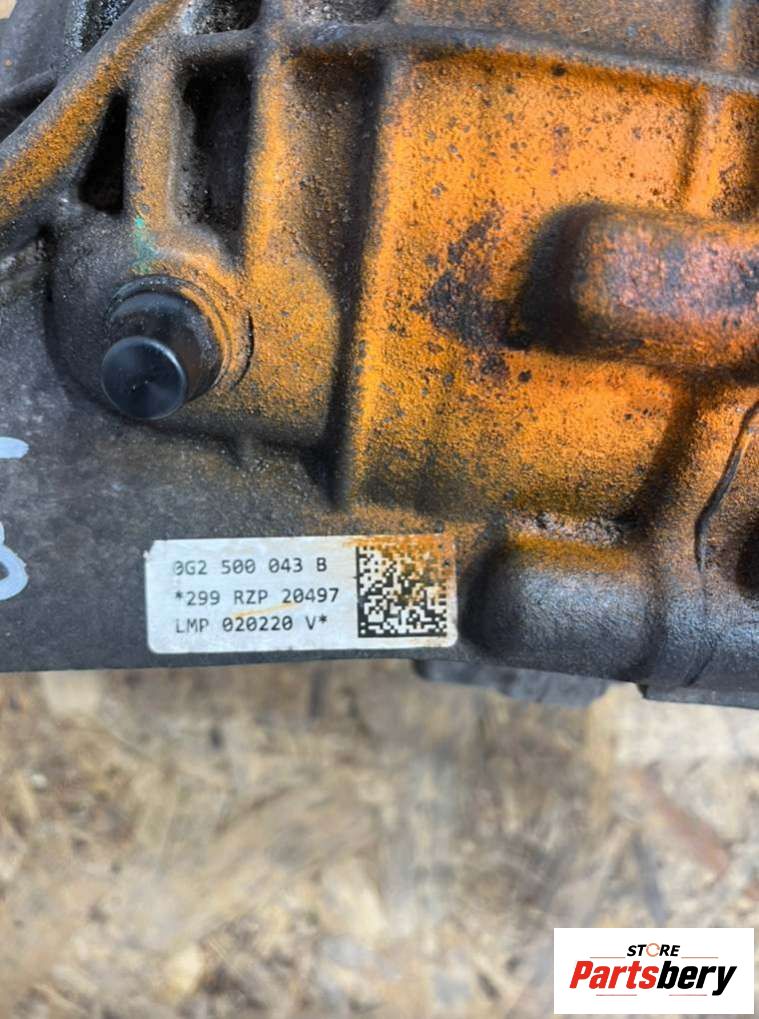 0G2 500 043 B
*299 RZP 20497
LMP 020220 V*
STORE
Partsbery